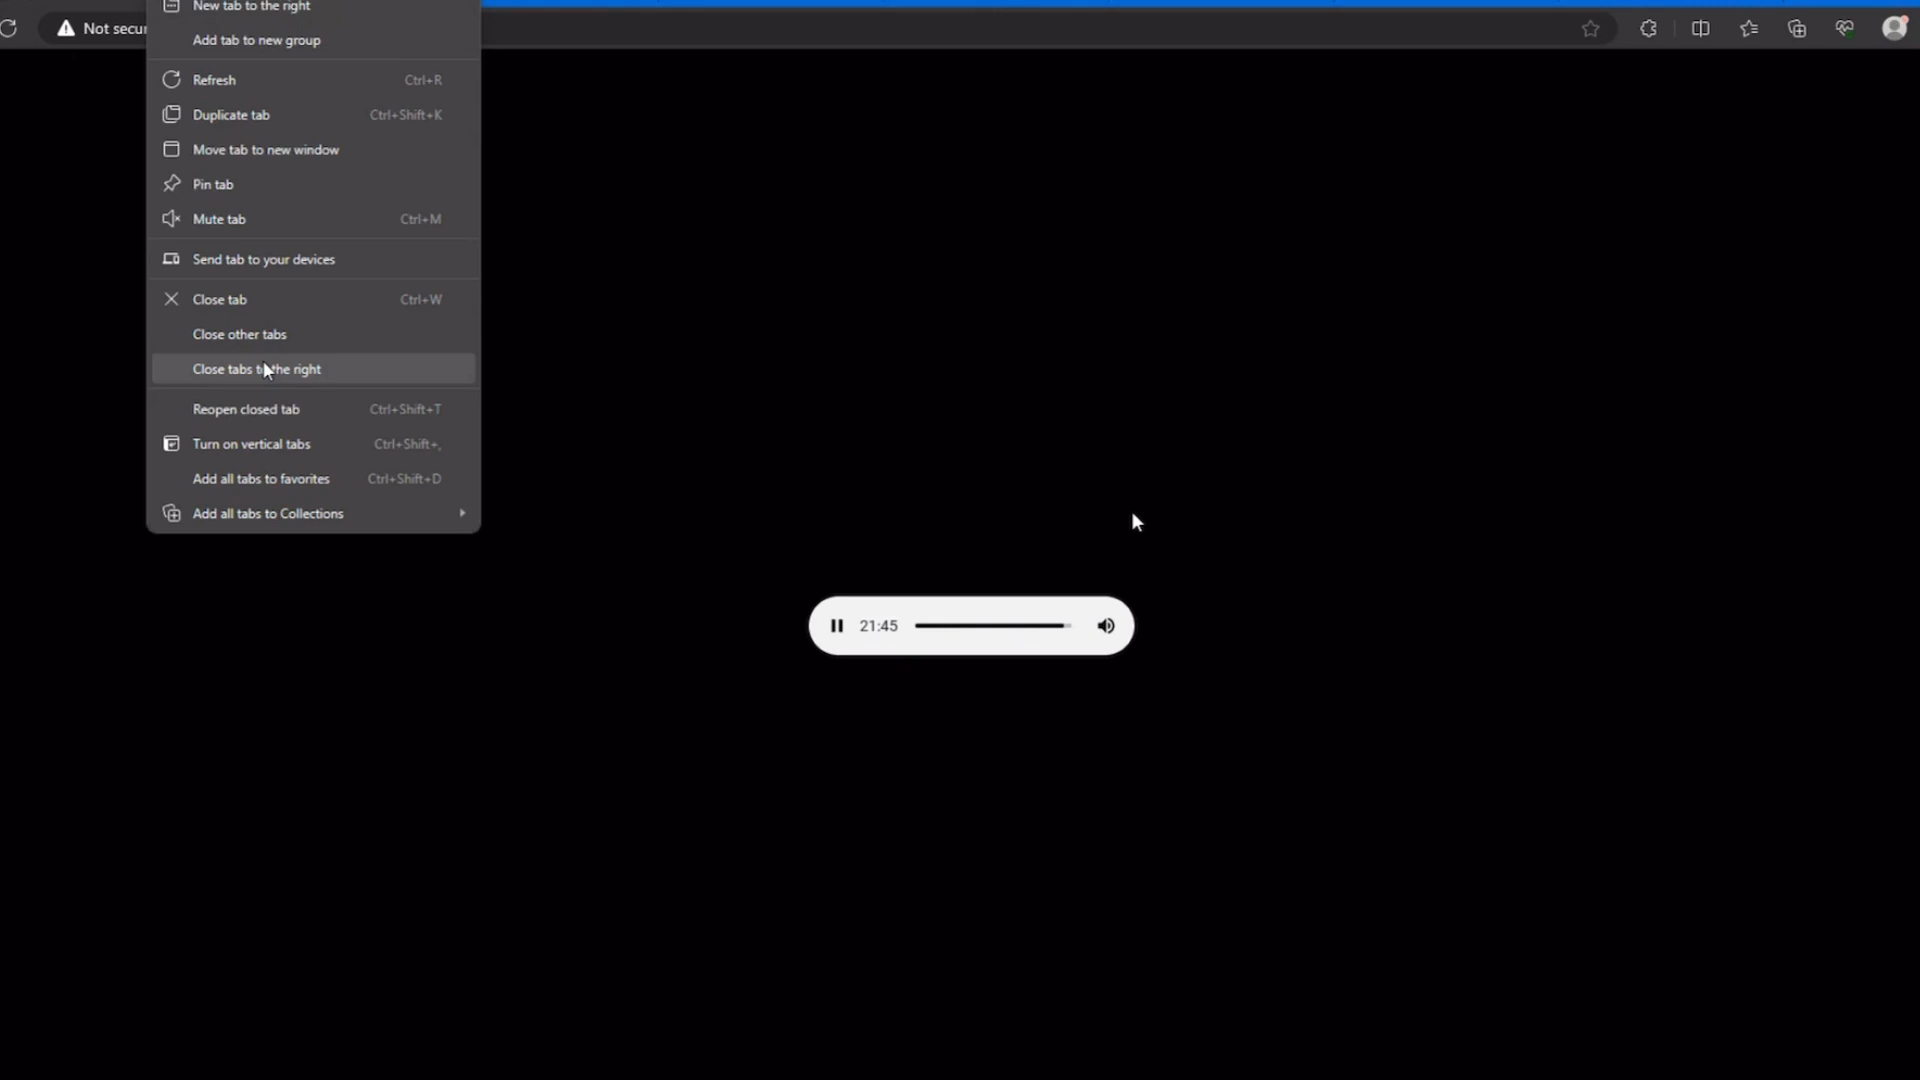 New tab to the right
Not secu
Add tab to new group
Refresh Ctrl+R
Duplicate tab Ctrl+Shift+K
Move tab to new window
Pin tab
Mute tab Ctrl+M
Send tab to your devices
Close tab Ctrl+W
Close other tabs
Close tabs to the right
Reopen closed tab Ctrl+Shift+T
Turn on vertical tabs Ctrl+Shift+,
Add all tabs to favorites Ctrl+Shift+D
Add all tabs to Collections
21:45